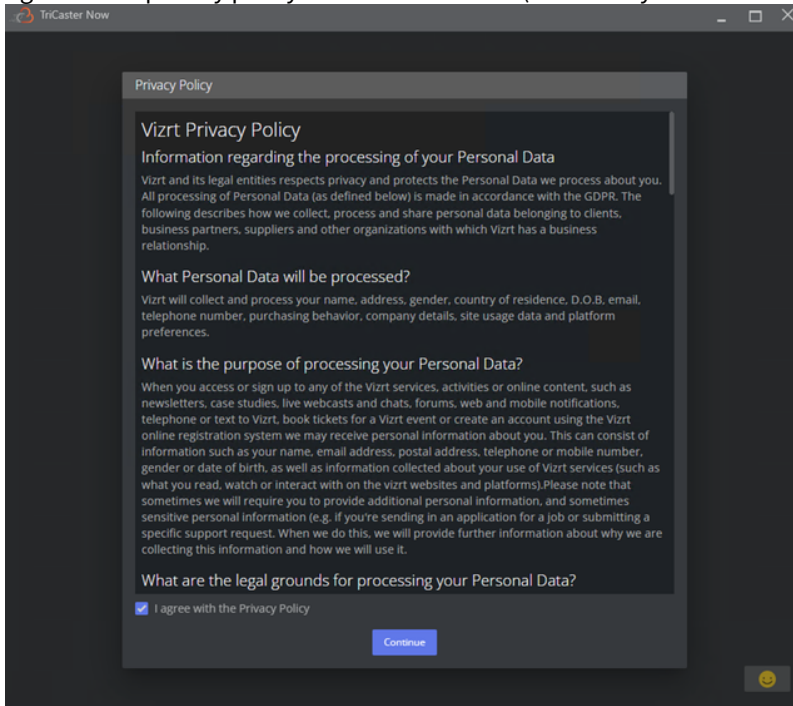 TriCaster Now
Privacy Policy
Vizrt Privacy Policy
Information regarding the processing of your Personal Data
Vizrt and its legal entities respects privacy and protects the Personal Data we process about you.
All processing of Personal Data (as defined below) is made in accordance with the GDPR. The
following describes how we collect, process and share personal data belonging to clients,
business partners, suppliers and other organizations with which Vizrt has a business
relationship.
What Personal Data will be processed?
Vizrt will collect and process your name, address, gender, country of residence, D.O.B, email,
telephone number, purchasing behavior, company details, site usage data and platform
preferences.
What is the purpose of processing your Personal Data?
When you access or sign up to any of the Vizrt services, activities or online content, such as
newsletters, case studies, live webcasts and chats, forums, web and mobile notifications,
telephone or text to Vizrt, book tickets for a Vizrt event or create an account using the Vizrt
online registration system we may receive personal information about you. This can consist of
information such as your name, email address, postal address, telephone or mobile number,
gender or date of birth, as well as information collected about your use of Vizrt services (such as
what you read, watch or interact with on the vizrt websites and platforms).Please note that
sometimes we will require you to provide additional personal information, and sometimes
sensitive personal information (e.g. if you're sending in an application for a job or submitting a
specific support request. When we do this, we will provide further information about why we are
collecting this information and how we will use it.
What are the legal grounds for processing your Personal Data?
I agree with the Privacy Policy
Continue